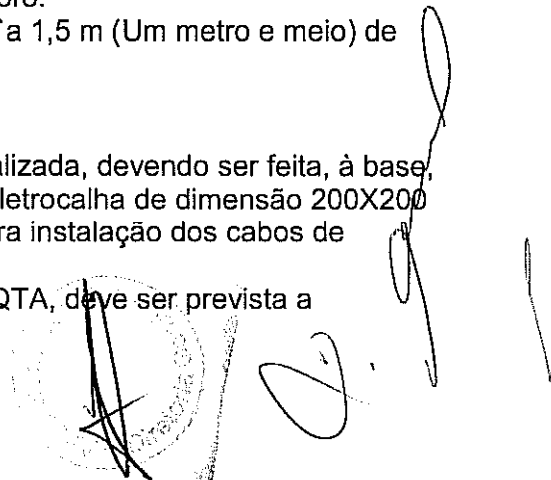 `a 1,5 m (Um metro e meio) de
alizada, devendo ser feita, à base,
letrocalha de dimensão 200X200
ra instalação dos cabos de
QTA, deve ser prevista a